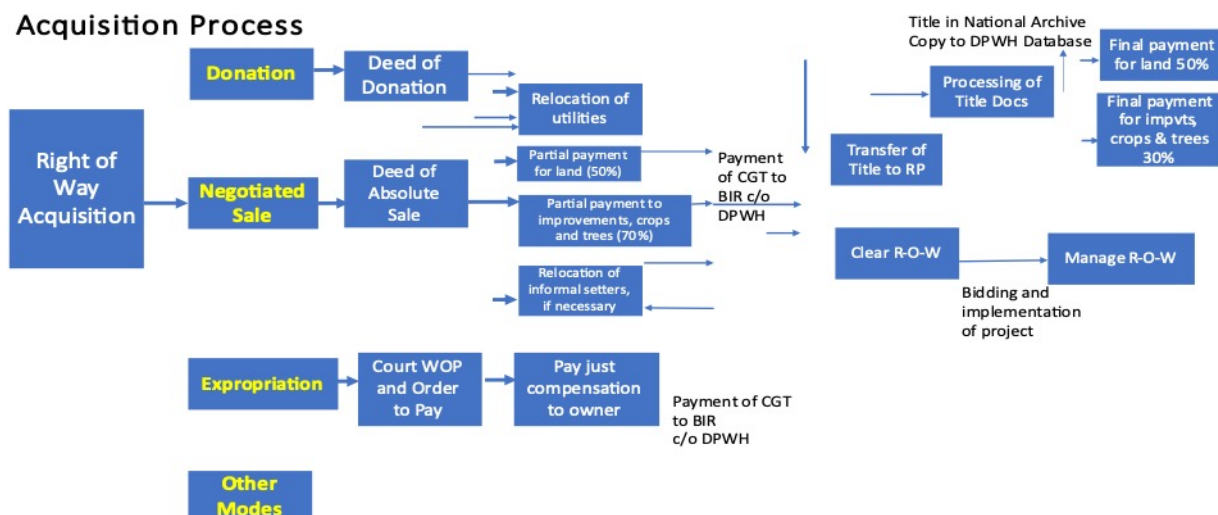 Acquisition Process
Right of
Way
Acquisition
Donation
Deed of
Donation
Relocation of
utilities
Negotiated
Sale
Deed of
Absolute
Sale
Partial payment
for land (50%)
Partial payment to
improvements, crops
and trees (70%)
Relocation of
informal setters,
if necessary
Payment
of CGT to
BIR c/o
DPWH
Expropriation
Court WOP
and Order
to Pay
Pay just
compensation
to owner
Payment of CGT
to BIR
c/o DPWH
Other
Modes
Title in National Archive
Copy to DPWH Database
Processing of
Title Docs
Final payment
for land 50%
Final payment
for impvts,
crops & trees
30%
Transfer of
Title to RP
Clear R-O-W
Manage R-O-W
Bidding and
implementation
of project